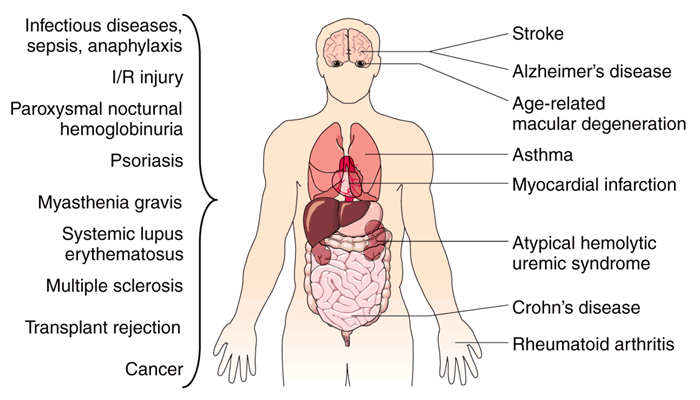 Infectious diseases,
sepsis, anaphylaxis
I/R injury
Paroxysmal nocturnal
hemoglobinuria
Psoriasis
Myasthenia gravis
Systemic lupus
erythematosus
Multiple sclerosis
Transplant rejection
Cancer
Stroke
Alzheimer's disease
Age-related
macular degeneration
Asthma
Myocardial infarction
Atypical hemolytic
uremic syndrome
Crohn's disease
Rheumatoid arthritis